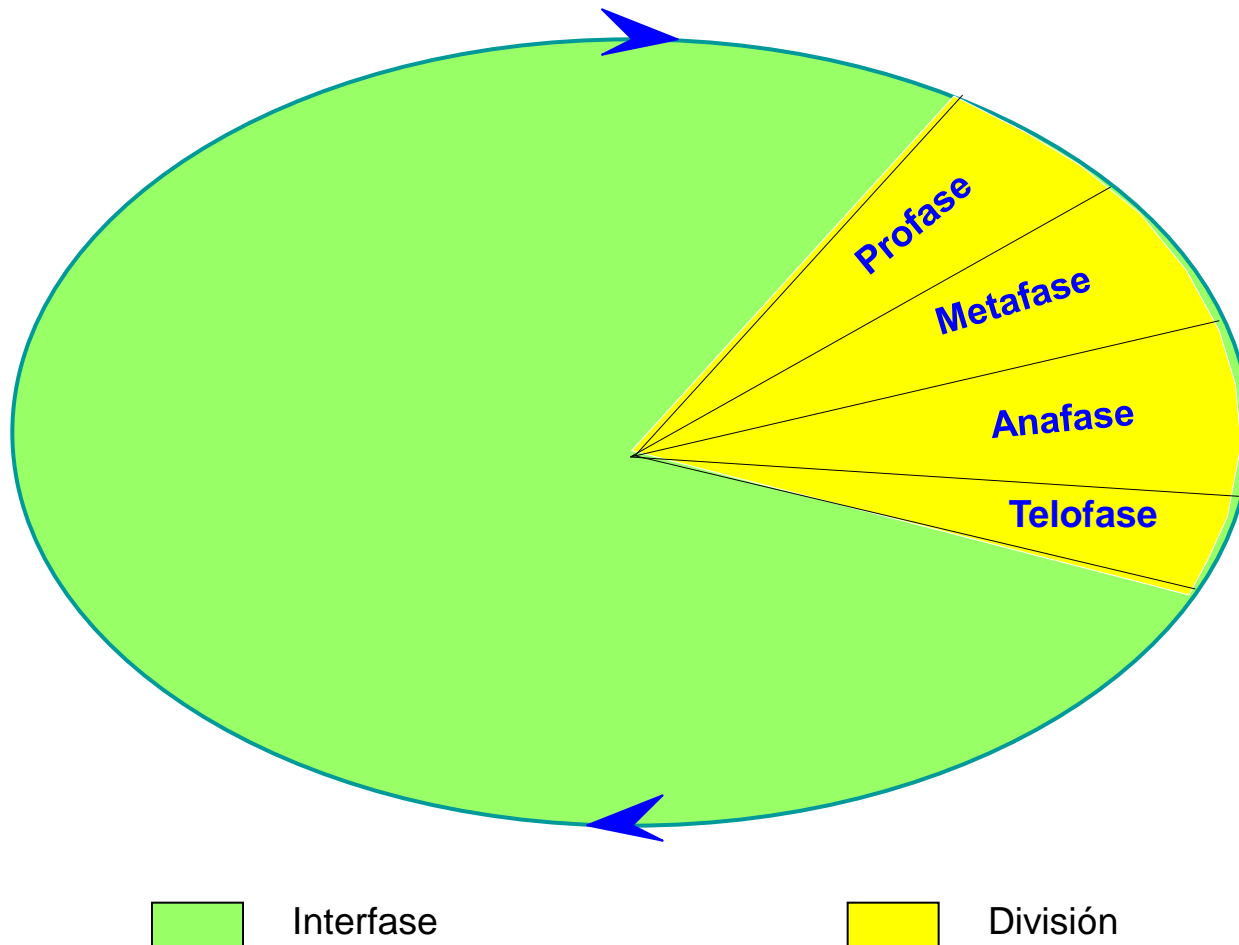 Profase
Metafase
Anafase
Telofase
Interfase
División